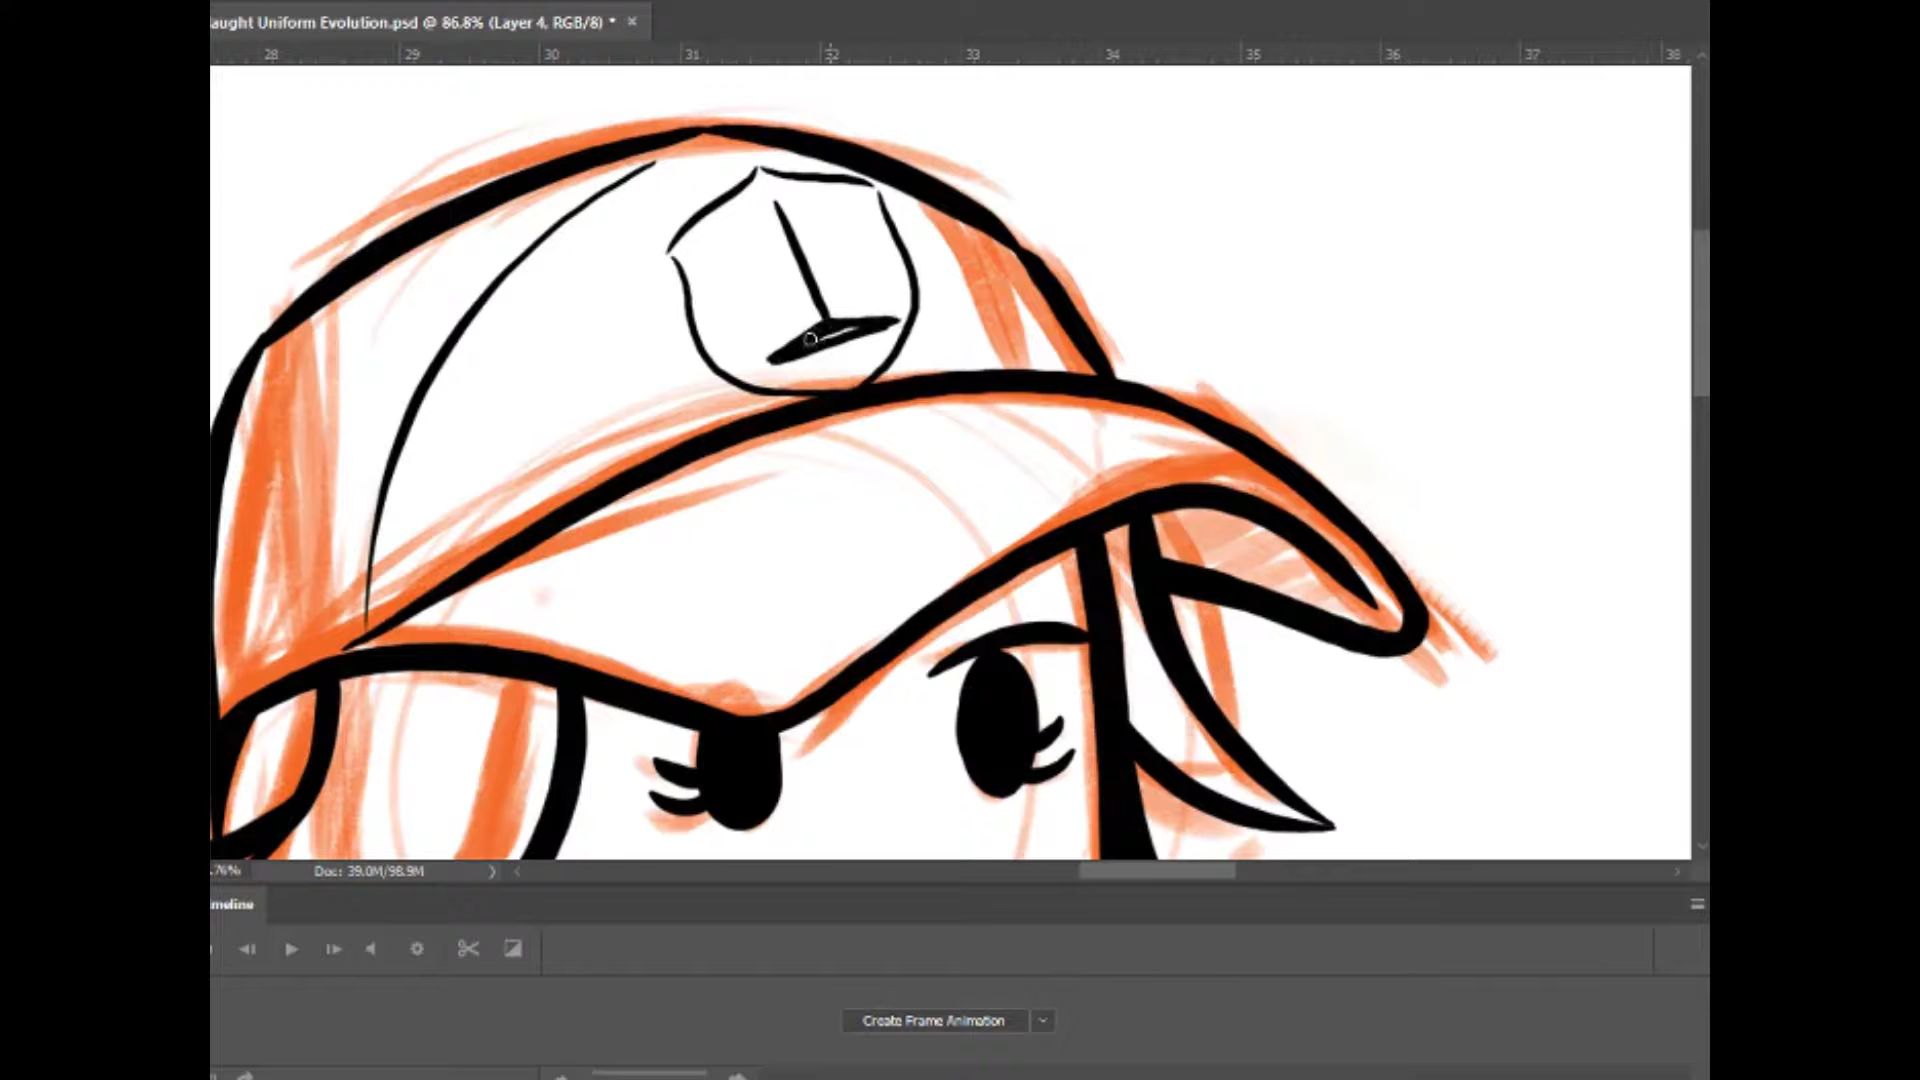 aught Uniform Evolution.psd @ 86.8% (Layer 4, RGB/8) * ×
28 29 30 31 32 33 34 35 36 37 38
.76% Doc: 39.0M/98.9M
meline
Create Frame Animation